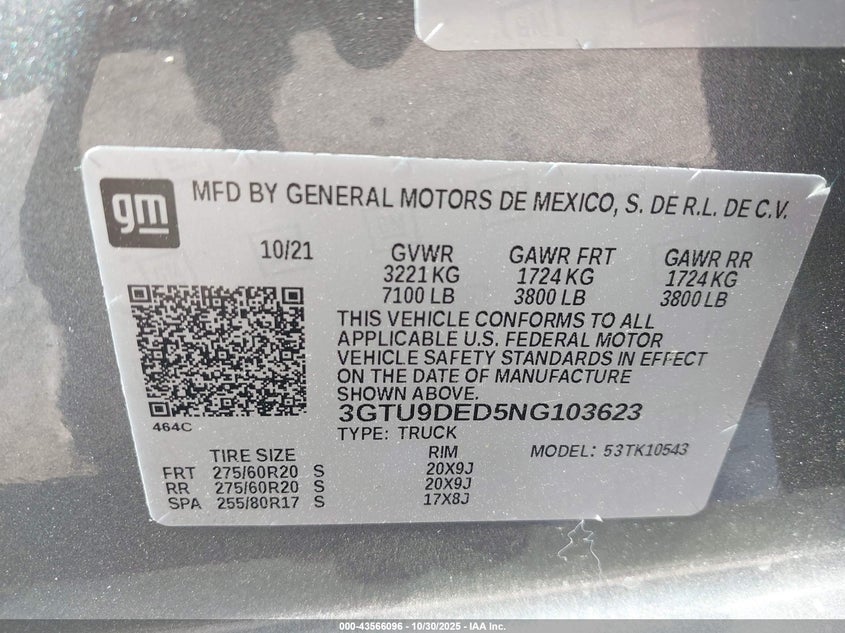 gm
MFD BY GENERAL MOTORS DE MEXICO, S. DE R.L. DE C.V.
10/21 GVWR GAWR FRT GAWR RR
3221 KG 1724 KG 1724 KG
7100 LB 3800 LB 3800 LB
THIS VEHICLE CONFORMS TO ALL
APPLICABLE U.S. FEDERAL MOTOR
VEHICLE SAFETY STANDARDS IN EFFECT
ON THE DATE OF MANUFACTURE
SHOWN ABOVE.
3GTU9DED5NG103623
464C
TYPE: TRUCK MODEL: 53TK10543
TIRE SIZE RIM
FRT 275/60R20 S 20X9J
RR 275/60R20 S 20X9J
SPA 255/80R17 S 17X8J
000-43566096 - 10/30/2025 - IAA Inc.